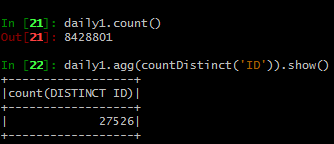 In [21]: daily1.count()
Out[21]: 8428801
In [22]: daily1.agg(countDistinct('ID')).show()
+------------------+
|count(DISTINCT ID)|
+------------------+
|             27526|
+------------------+